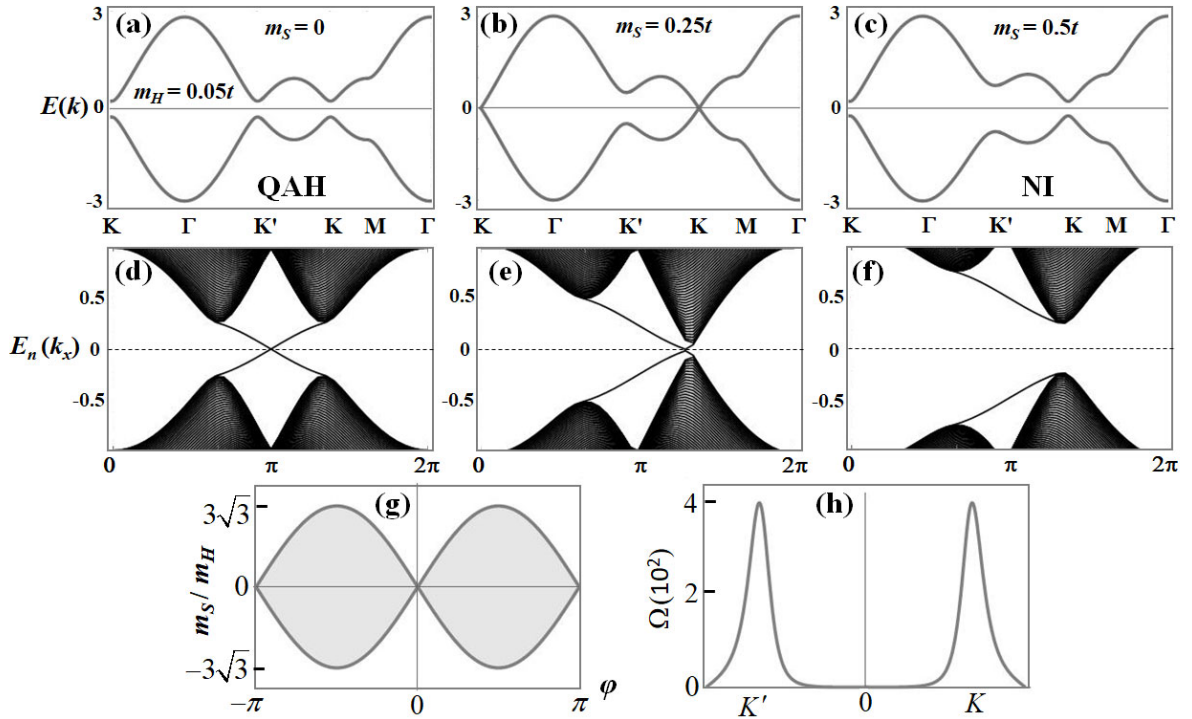 (a) m_S = 0
(b) m_S = 0.25t
(c) m_S = 0.5t
3 3 3
m_H = 0.05t
E(k) 3 0 0
QAH NI
-3 -3 -3
K Γ K' K M Γ K Γ K' K M Γ K Γ K' K M Γ
(d) (e) (f)
0.5 0.5 0.5
E_n(k_x) 0 0 0
-0.5 -0.5 -0.5
0 π 2π 0 π 2π 0 π 2π
(g)
3√3
m_S / m_H
0
−3√3
−π 0 π φ
(h)
Ω(10²)
4
2
0
K' 0 K